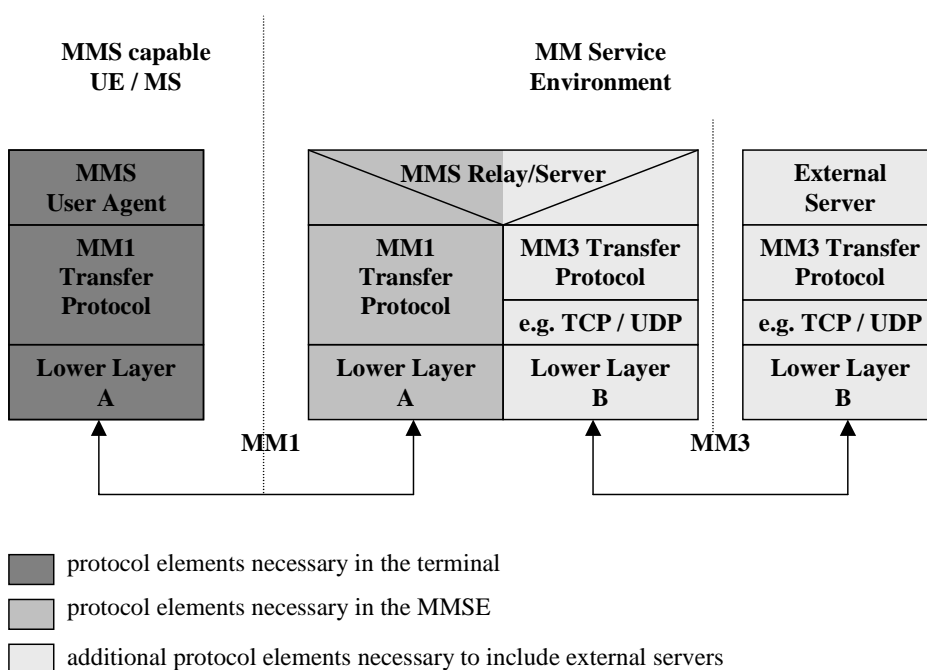 MMS capable
UE / MS
MM Service
Environment
MMS
User Agent
MM1
Transfer
Protocol
Lower Layer
A
MMS Relay/Server
MM1
Transfer
Protocol
Lower Layer
A
MM3 Transfer
Protocol
e.g. TCP / UDP
Lower Layer
B
External
Server
MM3 Transfer
Protocol
e.g. TCP / UDP
Lower Layer
B
MM1
MM3
protocol elements necessary in the terminal
protocol elements necessary in the MMSE
additional protocol elements necessary to include external servers